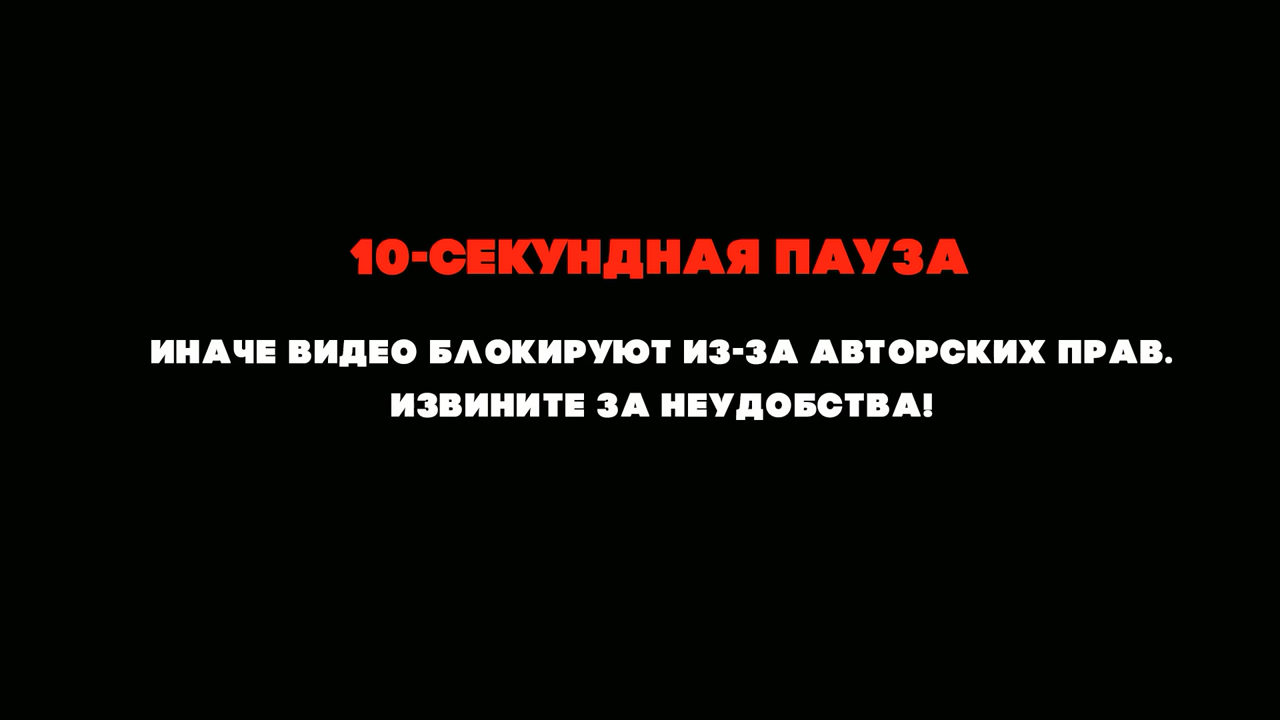 10-СЕКУНДНАЯ ПАУЗА
ИНАЧЕ ВИДЕО БЛОКИРУЮТ ИЗ-ЗА АВТОРСКИХ ПРАВ.
ИЗВИНИТЕ ЗА НЕУДОБСТВА!